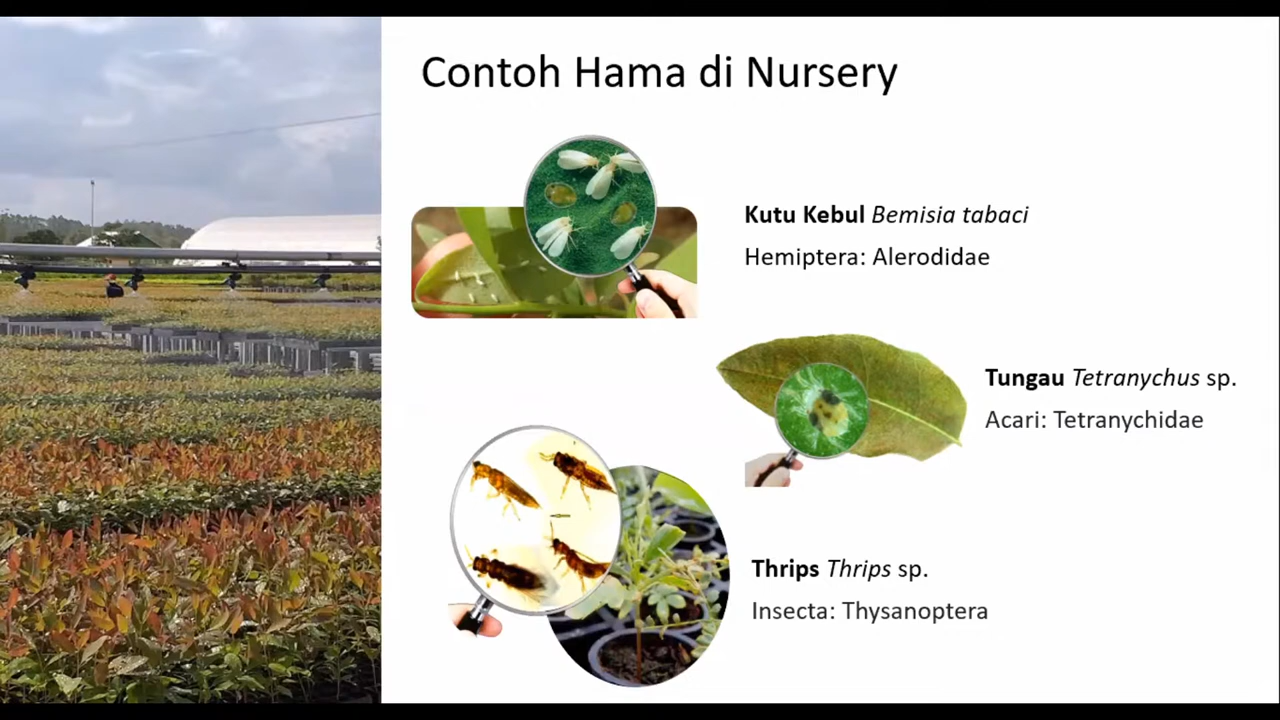 Contoh Hama di Nursery
Kutu Kebul Bemisia tabaci
Hemiptera: Alerodidae
Tungau Tetranychus sp.
Acari: Tetranychidae
Thrips Thrips sp.
Insecta: Thysanoptera